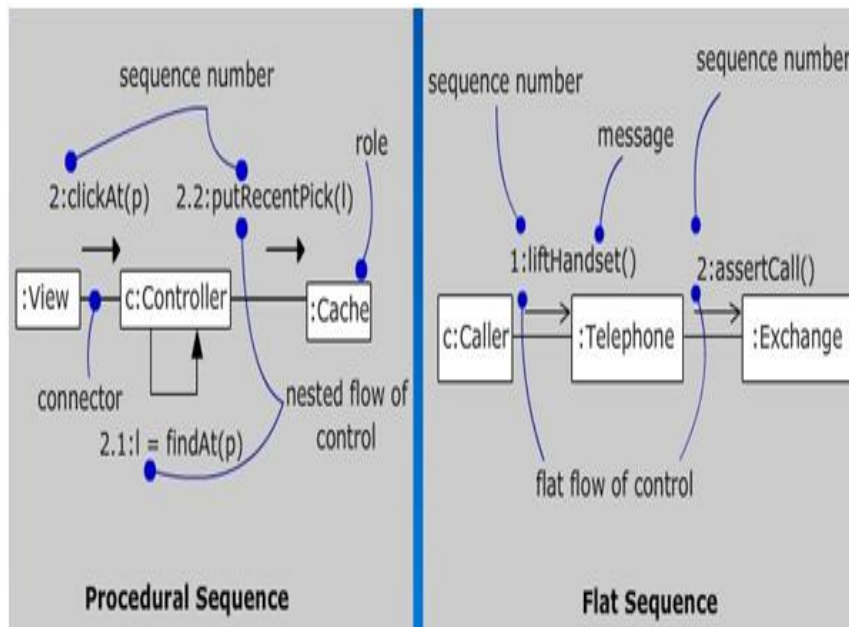 sequence number
role
2:clickAt(p)
2.2:putRecentPick(l)
:View
c:Controller
:Cache
connector
nested flow of
control
2.1:l = findAt(p)
Procedural Sequence
sequence number
sequence number
message
1:liftHandset()
2:assertCall()
c:Caller
:Telephone
:Exchange
flat flow of control
Flat Sequence